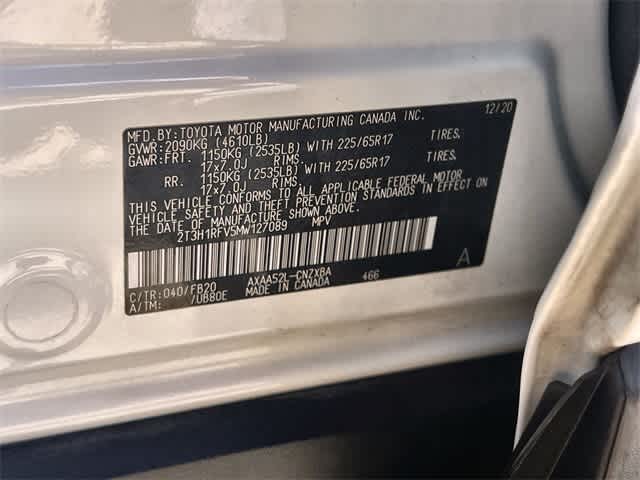 MFD.BY:TOYOTA MOTOR MANUFACTURING CANADA INC. 12/20
GVWR:2090KG (4610LB)
GAWR:FRT. 1150KG (2535LB) WITH 225/65R17 TIRES.
17x7.0J RIMS
RR. 1150KG (2535LB) WITH 225/65R17 TIRES.
17x7.0J RIMS
THIS VEHICLE CONFORMS TO ALL APPLICABLE FEDERAL MOTOR
VEHICLE SAFETY AND THEFT PREVENTION STANDARDS IN EFFECT ON
THE DATE OF MANUFACTURE SHOWN ABOVE.
2T3H1RFV5MW127089 MPV
C/TR:040/FB20 AXAA52L-CNZXBA 466 A
A/TM: /UB80E MADE IN CANADA